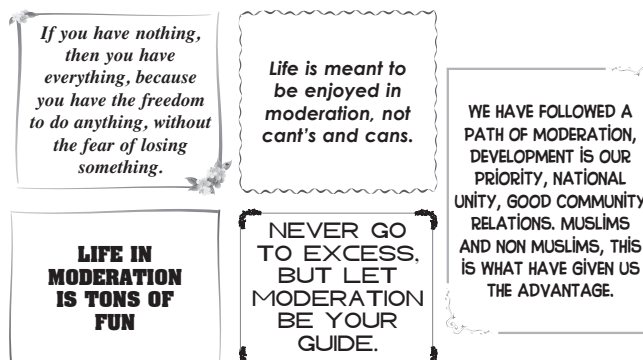 If you have nothing,
then you have
everything, because
you have the freedom
to do anything, without
the fear of losing
something.
Life is meant to
be enjoyed in
moderation, not
cant's and cans.
WE HAVE FOLLOWED A
PATH OF MODERATION,
DEVELOPMENT İS OUR
PRİORİTY, NATİONAL
UNİTY, GOOD COMMUNİTY
RELATİONS. MUSLİMS
AND NON MUSLİMS, THİS
İS WHAT HAVE GİVEN US
THE ADVANTAGE.
LIFE IN
MODERATION
IS TONS OF
FUN
NEVER GO
TO EXCESS,
BUT LET
MODERATION
BE YOUR
GUIDE.